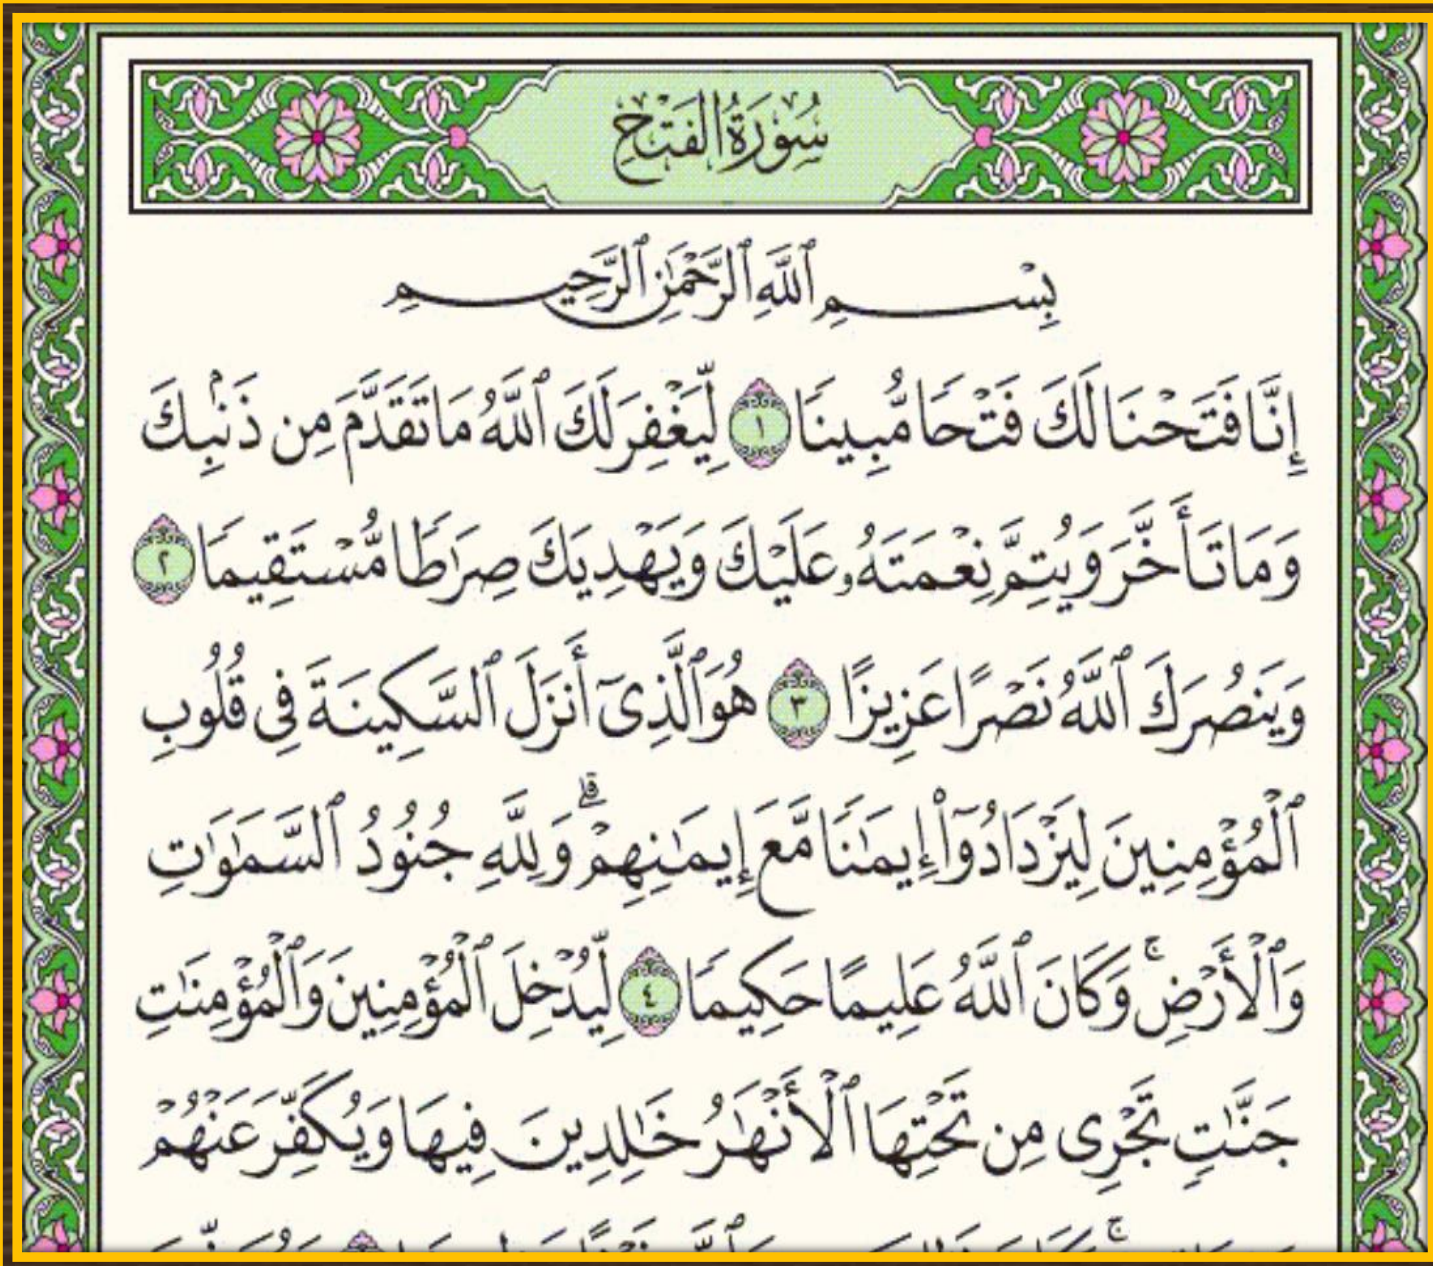 سُورَةُ الفَتْحِ
بِسْمِ ٱللَّهِ ٱلرَّحْمَٰنِ ٱلرَّحِيمِ
إِنَّا فَتَحْنَا لَكَ فَتْحًا مُّبِينًا ١ لِّيَغْفِرَ لَكَ ٱللَّهُ مَا تَقَدَّمَ مِن ذَنۢبِكَ
وَمَا تَأَخَّرَ وَيُتِمَّ نِعْمَتَهُۥ عَلَيْكَ وَيَهْدِيَكَ صِرَٰطًا مُّسْتَقِيمًا ٢
وَيَنصُرَكَ ٱللَّهُ نَصْرًا عَزِيزًا ٣ هُوَ ٱلَّذِىٓ أَنزَلَ ٱلسَّكِينَةَ فِى قُلُوبِ
ٱلْمُؤْمِنِينَ لِيَزْدَادُوٓا۟ إِيمَٰنًا مَّعَ إِيمَٰنِهِمْ ۗ وَلِلَّهِ جُنُودُ ٱلسَّمَٰوَٰتِ
وَٱلْأَرْضِ ۚ وَكَانَ ٱللَّهُ عَلِيمًا حَكِيمًا ٤ لِّيُدْخِلَ ٱلْمُؤْمِنِينَ وَٱلْمُؤْمِنَٰتِ
جَنَّٰتٍ تَجْرِى مِن تَحْتِهَا ٱلْأَنْهَٰرُ خَٰلِدِينَ فِيهَا وَيُكَفِّرَ عَنْهُمْ